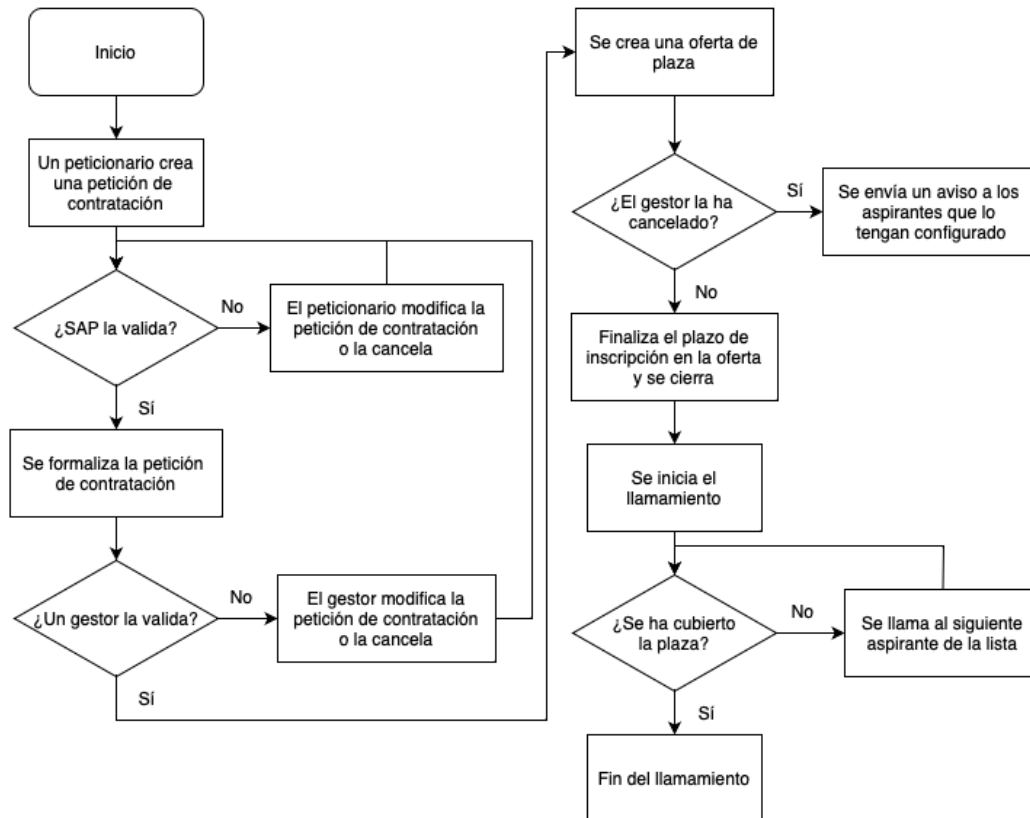 Inicio
Un peticionario crea
una petición de
contratación
¿SAP la valida?
No
El peticionario modifica la
petición de contratación
o la cancela
Sí
Se formaliza la petición
de contratación
¿Un gestor la valida?
No
El gestor modifica la
petición de contratación
o la cancela
Sí
Se crea una oferta de
plaza
¿El gestor la ha
cancelado?
Sí
Se envía un aviso a los
aspirantes que lo
tengan configurado
No
Finaliza el plazo de
inscripción en la oferta
y se cierra
Se inicia el
llamamiento
¿Se ha cubierto
la plaza?
No
Se llama al siguiente
aspirante de la lista
Sí
Fin del llamamiento